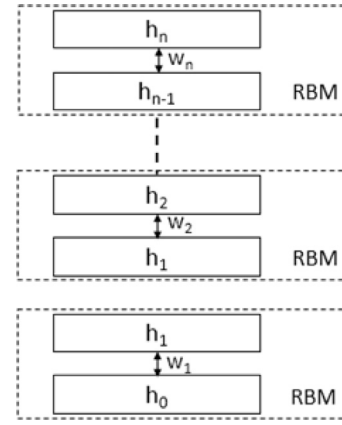 hₙ
wₙ
hₙ₋₁ RBM
h₂
w₂
h₁ RBM
h₁
w₁
h₀ RBM